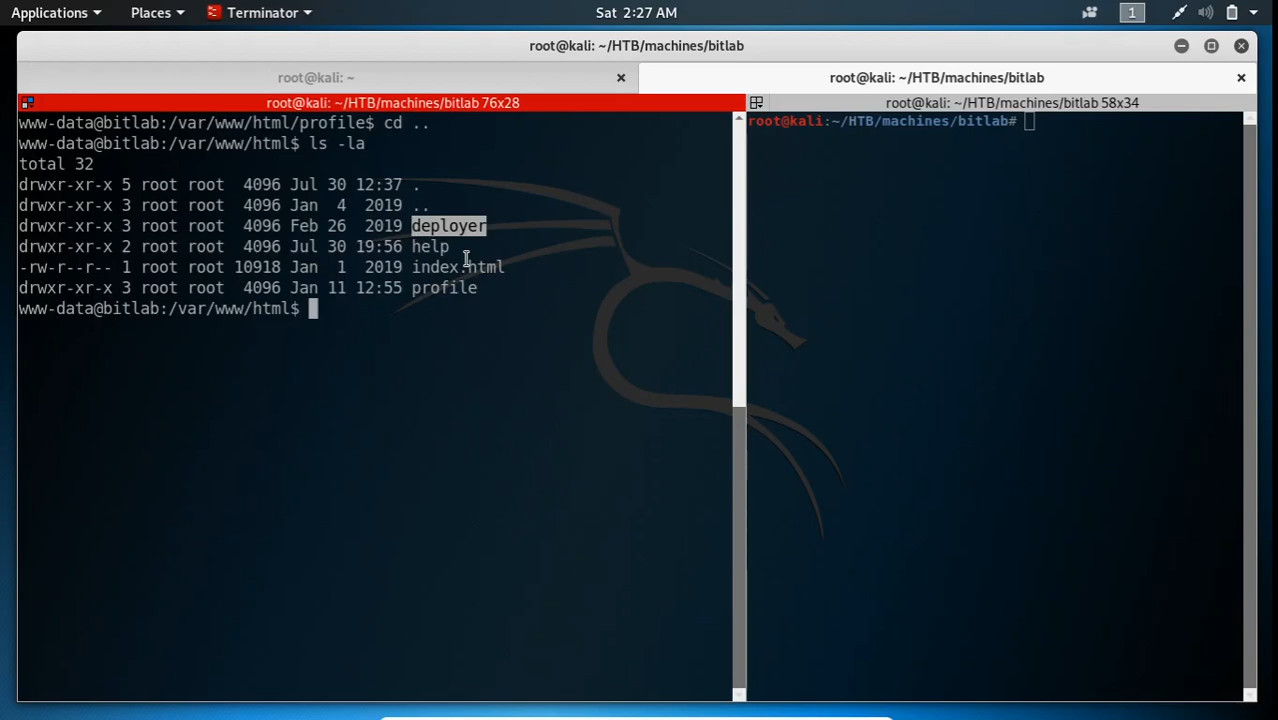 Applications Places Terminator Sat 2:27 AM 1
root@kali: ~/HTB/machines/bitlab
root@kali: ~ × root@kali: ~/HTB/machines/bitlab ×
root@kali: ~/HTB/machines/bitlab 76x28
www-data@bitlab:/var/www/html/profile$ cd ..
www-data@bitlab:/var/www/html$ ls -la
total 32
drwxr-xr-x 5 root root  4096 Jul 30 12:37 .
drwxr-xr-x 3 root root  4096 Jan  4  2019 ..
drwxr-xr-x 3 root root  4096 Feb 26  2019 deployer
drwxr-xr-x 2 root root  4096 Jul 30 19:56 help
-rw-r--r-- 1 root root 10918 Jan  1  2019 index.html
drwxr-xr-x 3 root root  4096 Jan 11 12:55 profile
www-data@bitlab:/var/www/html$
root@kali: ~/HTB/machines/bitlab 58x34
root@kali:~/HTB/machines/bitlab#